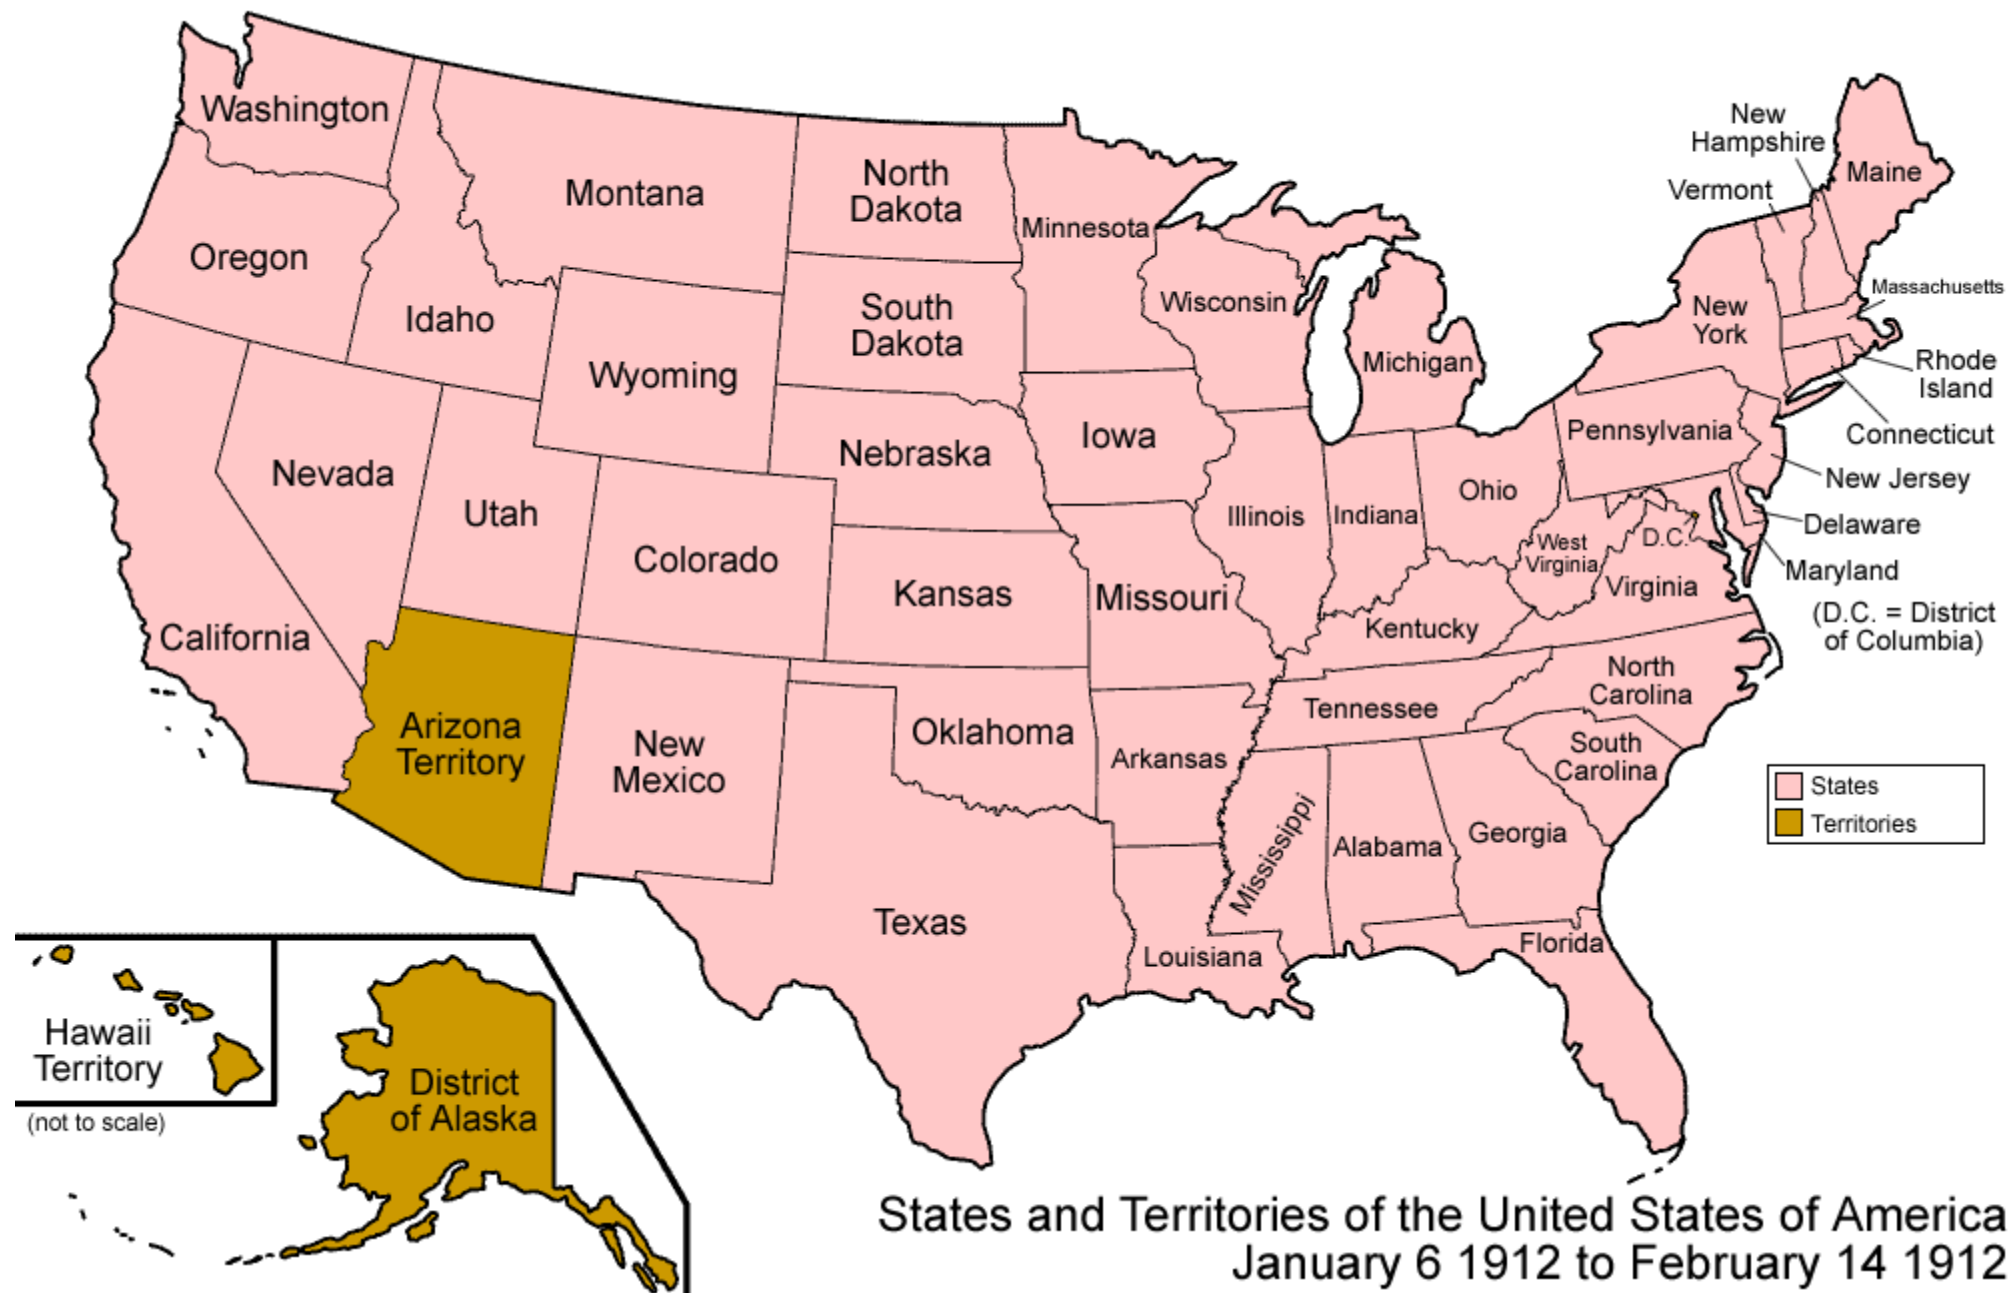 Washington
Montana
North
Dakota
Minnesota
New
Hampshire
Vermont
Maine
Oregon
Idaho
Wyoming
South
Dakota
Wisconsin
Michigan
New
York
Massachusetts
Rhode
Island
Connecticut
Pennsylvania
New Jersey
Delaware
Maryland
(D.C. = District
of Columbia)
Nevada
Utah
Colorado
Nebraska
Iowa
Illinois
Indiana
Ohio
West
Virginia
D.C.
Virginia
California
Kansas
Missouri
Kentucky
Arizona
Territory
New
Mexico
Oklahoma
Arkansas
Tennessee
North
Carolina
South
Carolina
Texas
Louisiana
Mississippi
Alabama
Georgia
Florida
States
Territories
Hawaii
Territory
(not to scale)
District
of Alaska
States and Territories of the United States of America
January 6 1912 to February 14 1912